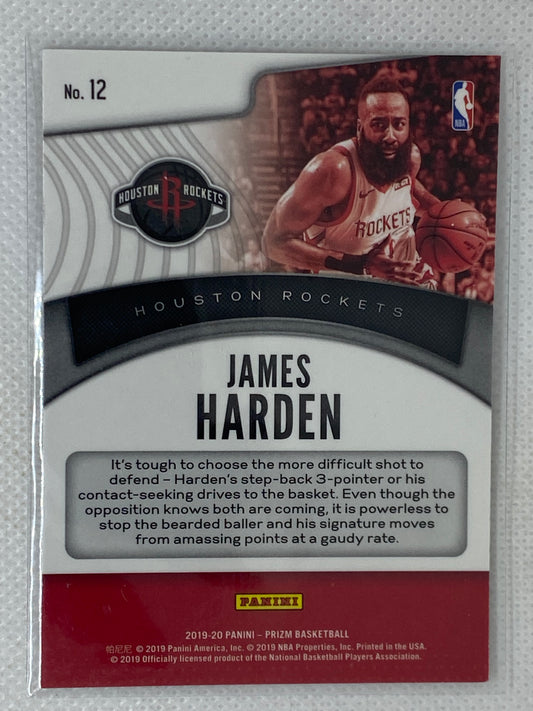 No. 12
NBA
HOUSTON R ROCKETS
ROCKETS
HOUSTON ROCKETS
JAMES
HARDEN
It's tough to choose the more difficult shot to
defend – Harden's step-back 3-pointer or his
contact-seeking drives to the basket. Even though the
opposition knows both are coming, it is powerless to
stop the bearded baller and his signature moves
from amassing points at a gaudy rate.
PANINI
2019-20 PANINI – PRIZM BASKETBALL
帕尼尼 © 2019 Panini America, Inc. © 2019 NBA Properties, Inc. Printed in the USA.
© 2019 Officially licensed product of the National Basketball Players Association.